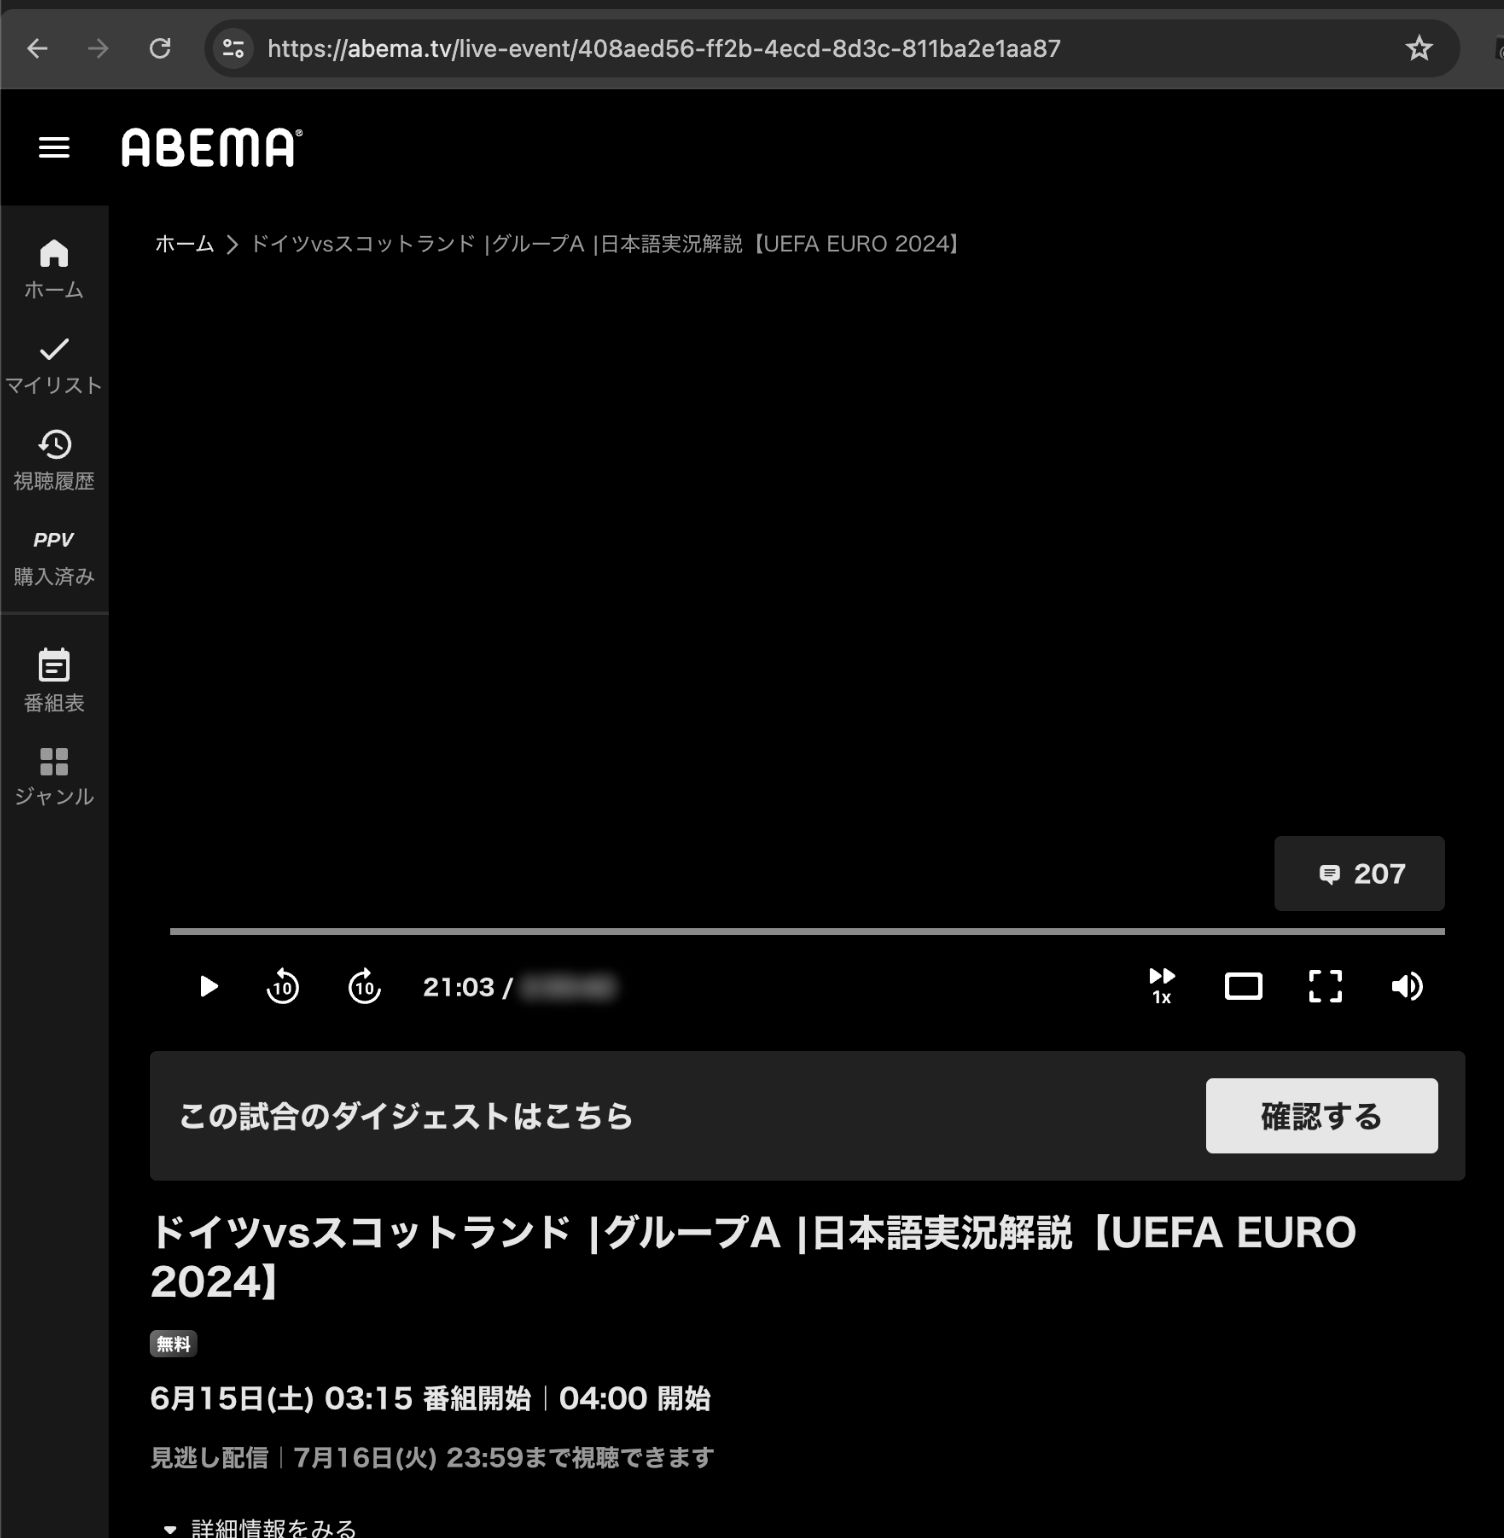 https://abema.tv/live-event/408aed56-ff2b-4ecd-8d3c-811ba2e1aa87
ABEMA®
ホーム
マイリスト
視聴履歴
PPV
購入済み
番組表
ジャンル
ホーム > ドイツvsスコットランド |グループA |日本語実況解説【UEFA EURO 2024】
207
10
10
21:03 /
1x
この試合のダイジェストはこちら
確認する
ドイツvsスコットランド |グループA |日本語実況解説【UEFA EURO
2024】
無料
6月15日(土) 03:15 番組開始|04:00 開始
見逃し配信|7月16日(火) 23:59まで視聴できます
詳細情報をみる